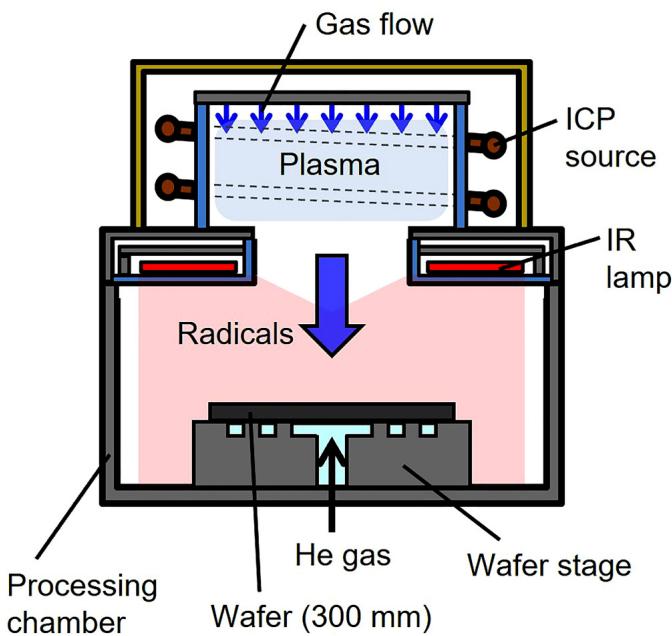 Gas flow
ICP
source
Plasma
IR
lamp
Radicals
He gas
Wafer stage
Processing
chamber
Wafer (300 mm)